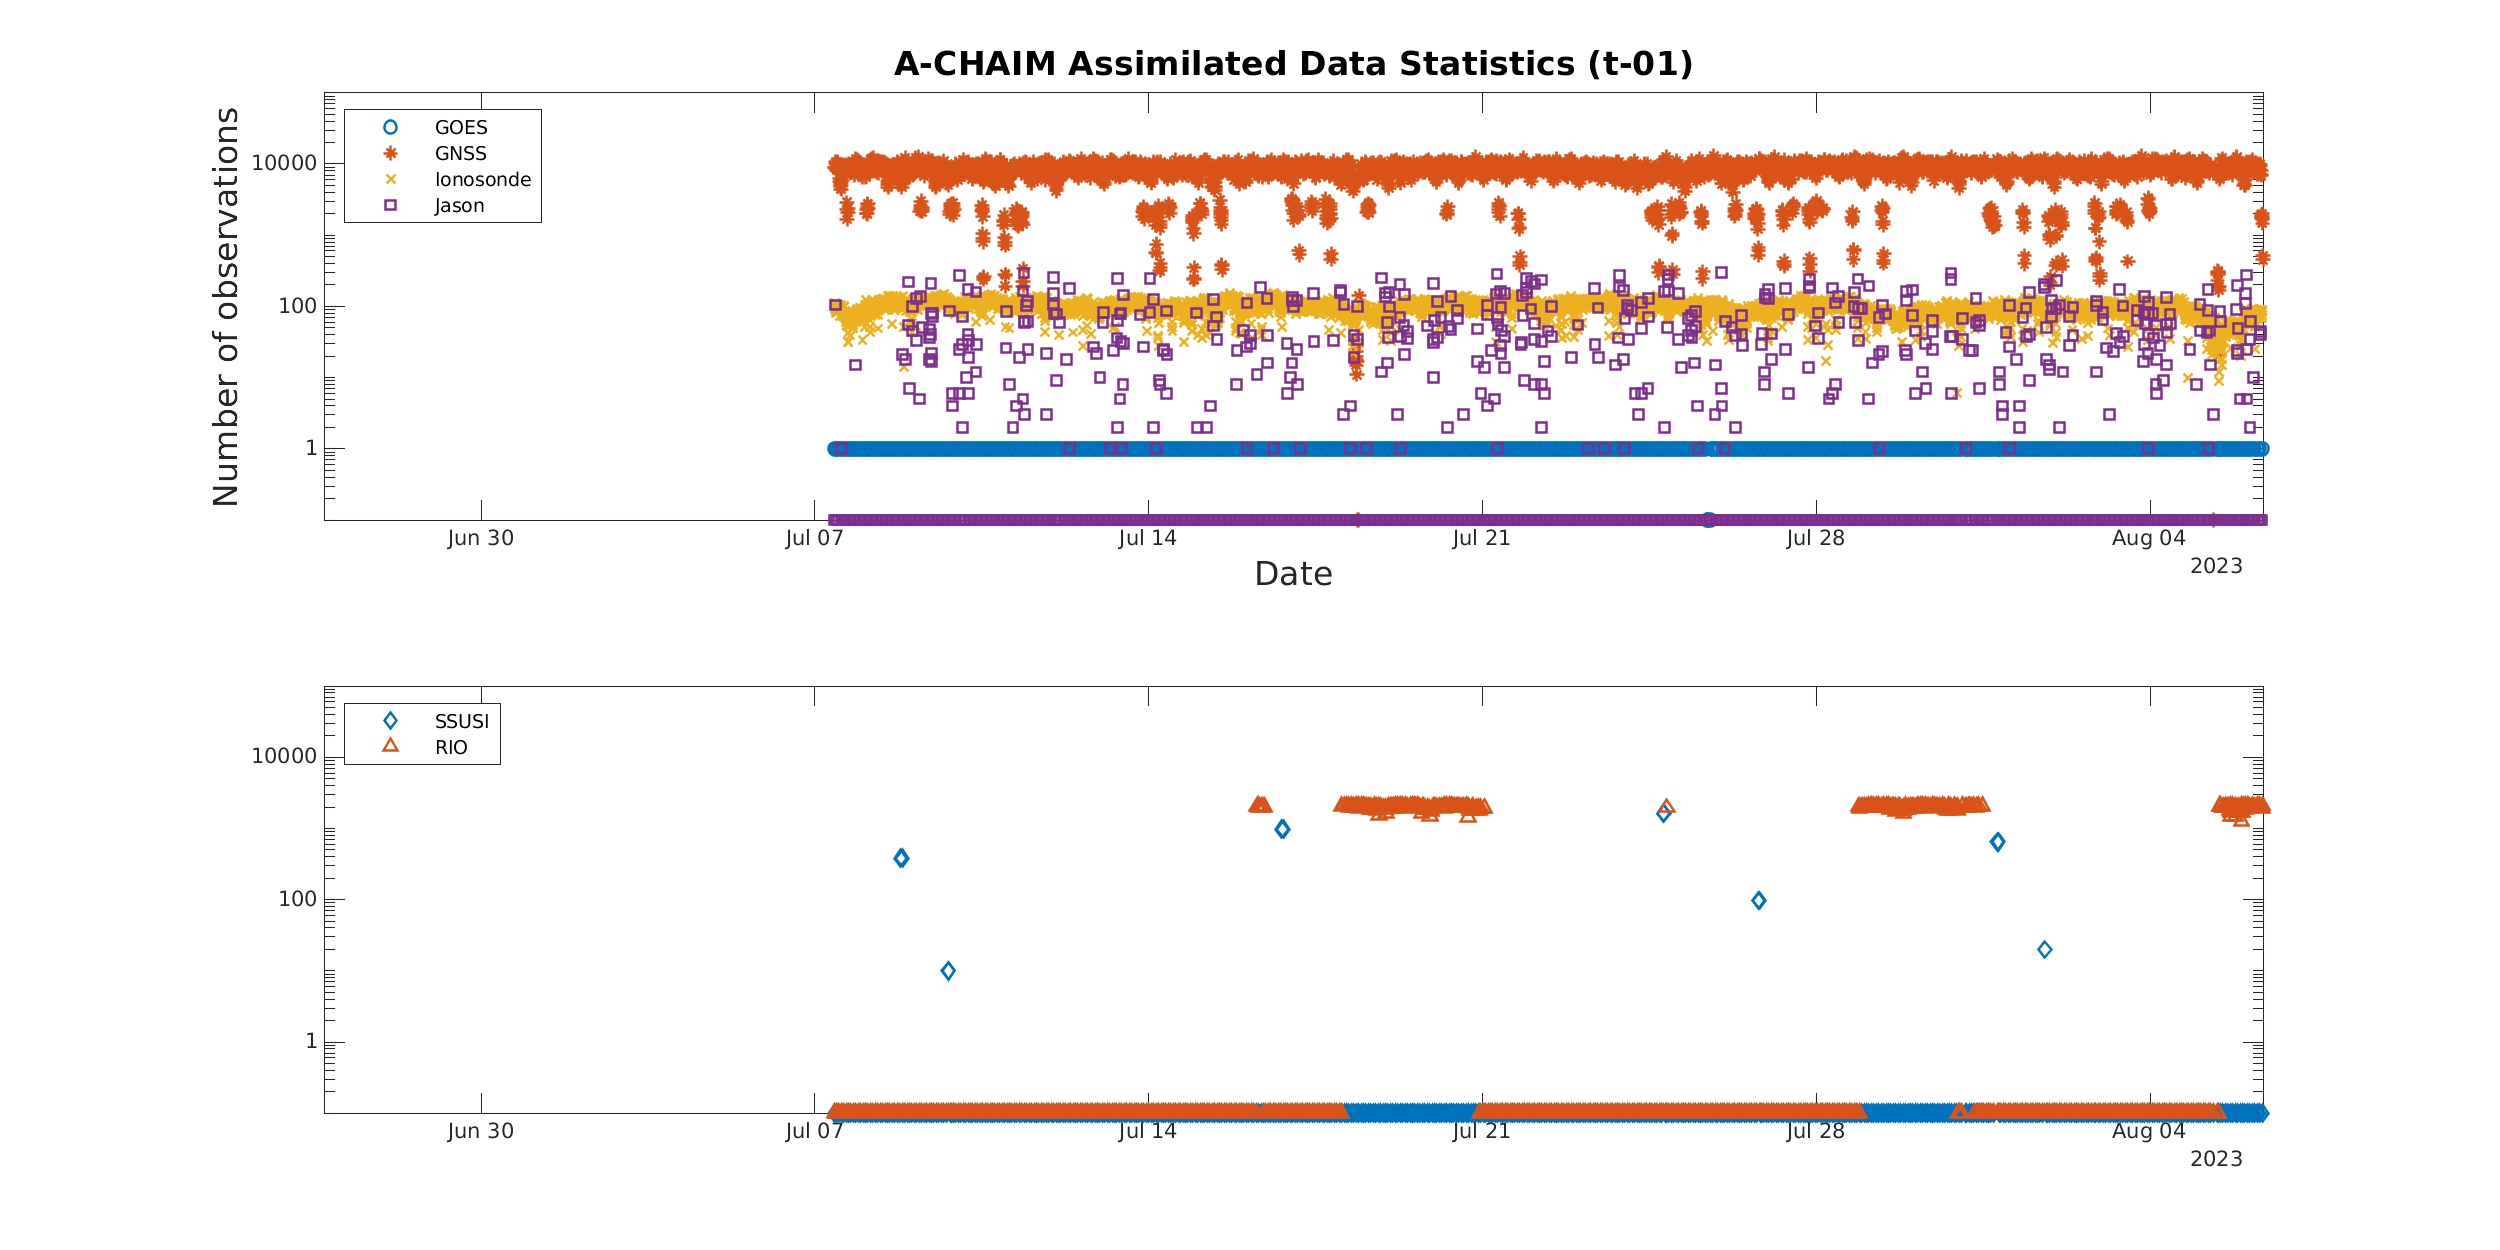 A-CHAIM Assimilated Data Statistics (t-01)
Number of observations
10000
100
1
GOES
GNSS
Ionosonde
Jason
Jun 30
Jul 07
Jul 14
Jul 21
Jul 28
Aug 04
2023
Date
10000
100
1
SSUSI
RIO
Jun 30
Jul 07
Jul 14
Jul 21
Jul 28
Aug 04
2023